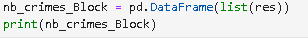 nb_crimes_Block = pd.DataFrame(list(res))
print(nb_crimes_Block)